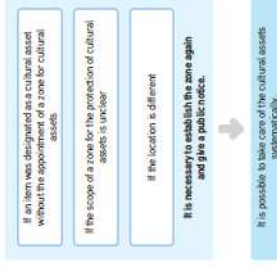 If an item was designated as a cultural asset
without the appointment of a zone for cultural
assets
If the scope of a zone for the protection of cultural
assets is unclear
If the location is different
It is necessary to establish the zone again
and give a public notice.
It is possible to take care of the cultural assets
systematically.